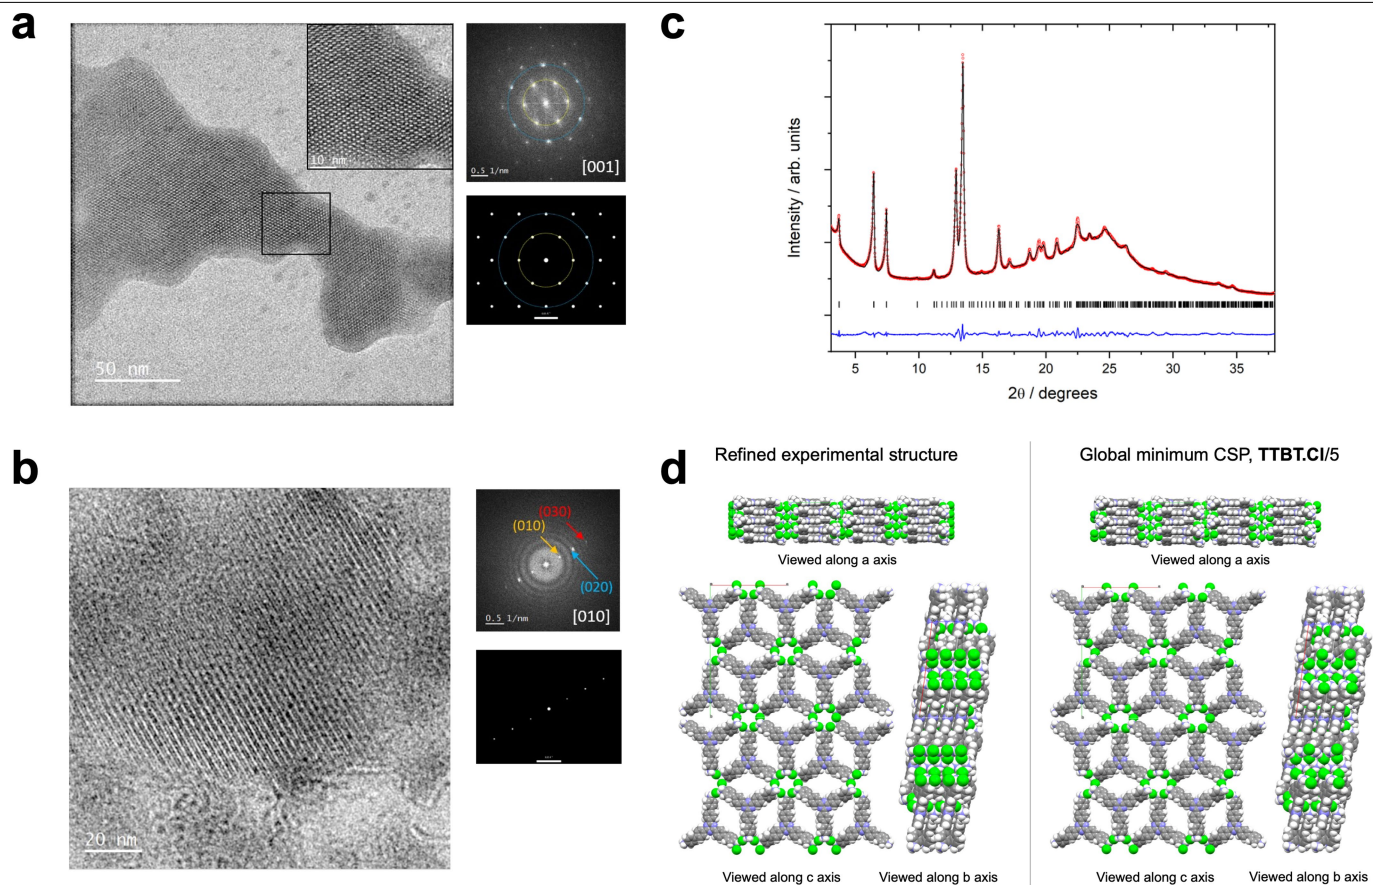 a
10 nm
50 nm
0.5 1/nm
[001]
c
Intensity / arb. units
5
10
15
20
25
30
35
2θ / degrees
b
20 nm
(030)
(010)
(020)
0.5 1/nm
[010]
d
Refined experimental structure
Viewed along a axis
Viewed along c axis
Viewed along b axis
Global minimum CSP, TTBT.Cl/5
Viewed along a axis
Viewed along c axis
Viewed along b axis